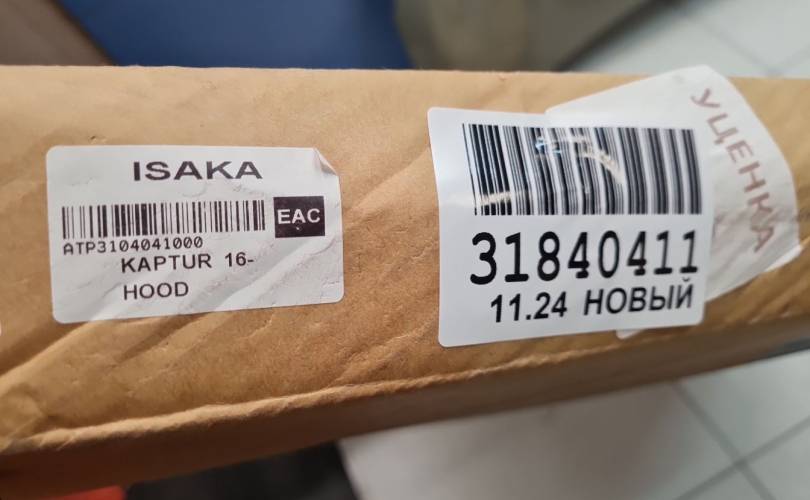 ISAKA
EAC
ATP3104041000
KAPTUR 16-
HOOD
31840411
11.24 НОВЫЙ
УЦЕНКА